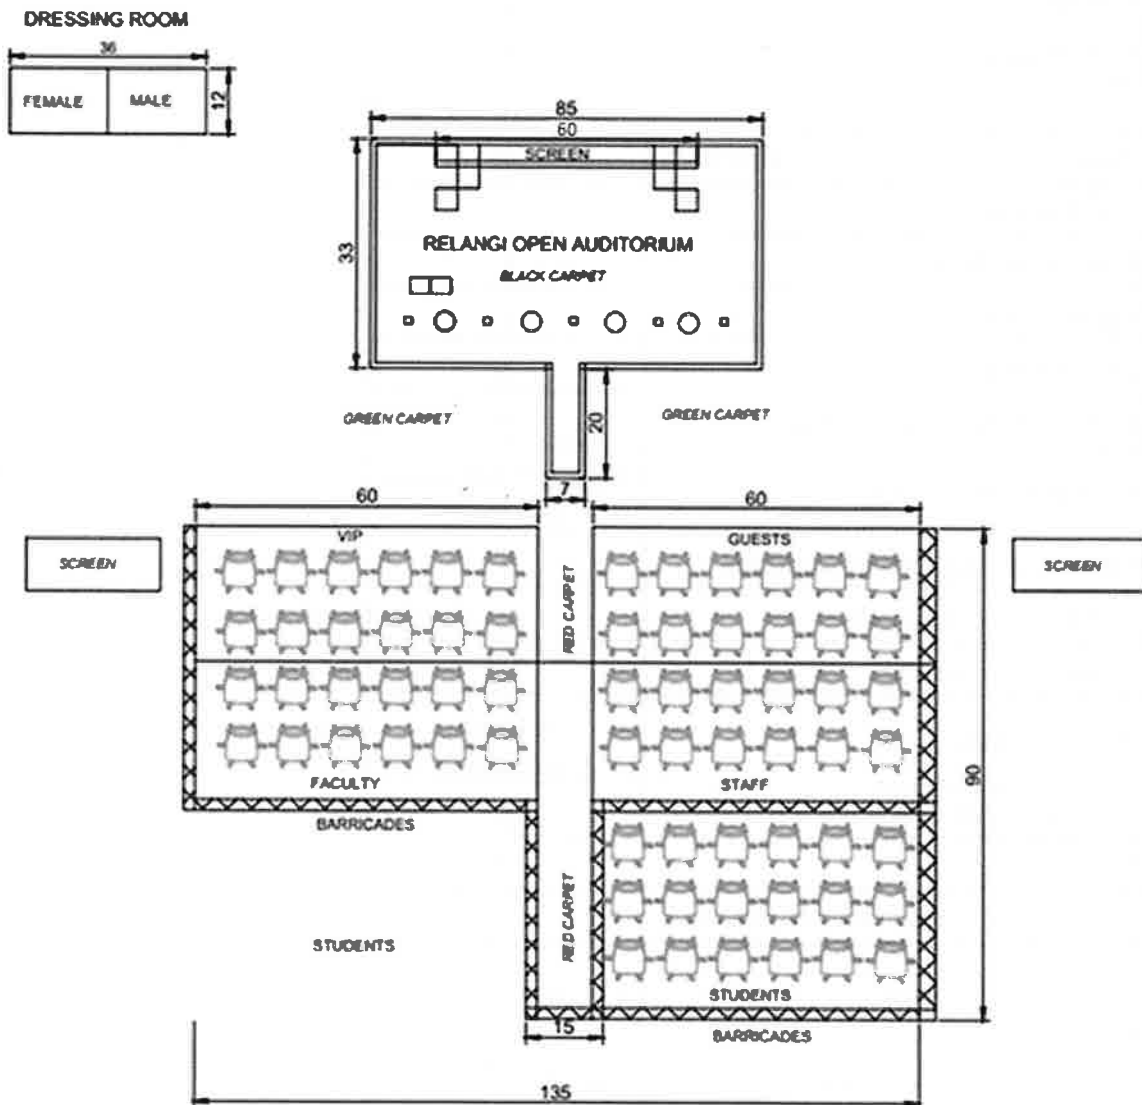 DRESSING ROOM
36
FEMALE
MALE
12
85
60
SCREEN
33
RELANGI OPEN AUDITORIUM
BLACK CARPET
GREEN CARPET
20
GREEN CARPET
7
60
60
VIP
GUESTS
SCREEN
RED CARPET
SCREEN
FACULTY
STAFF
90
BARRICADES
RED CARPET
STUDENTS
STUDENTS
15
BARRICADES
135